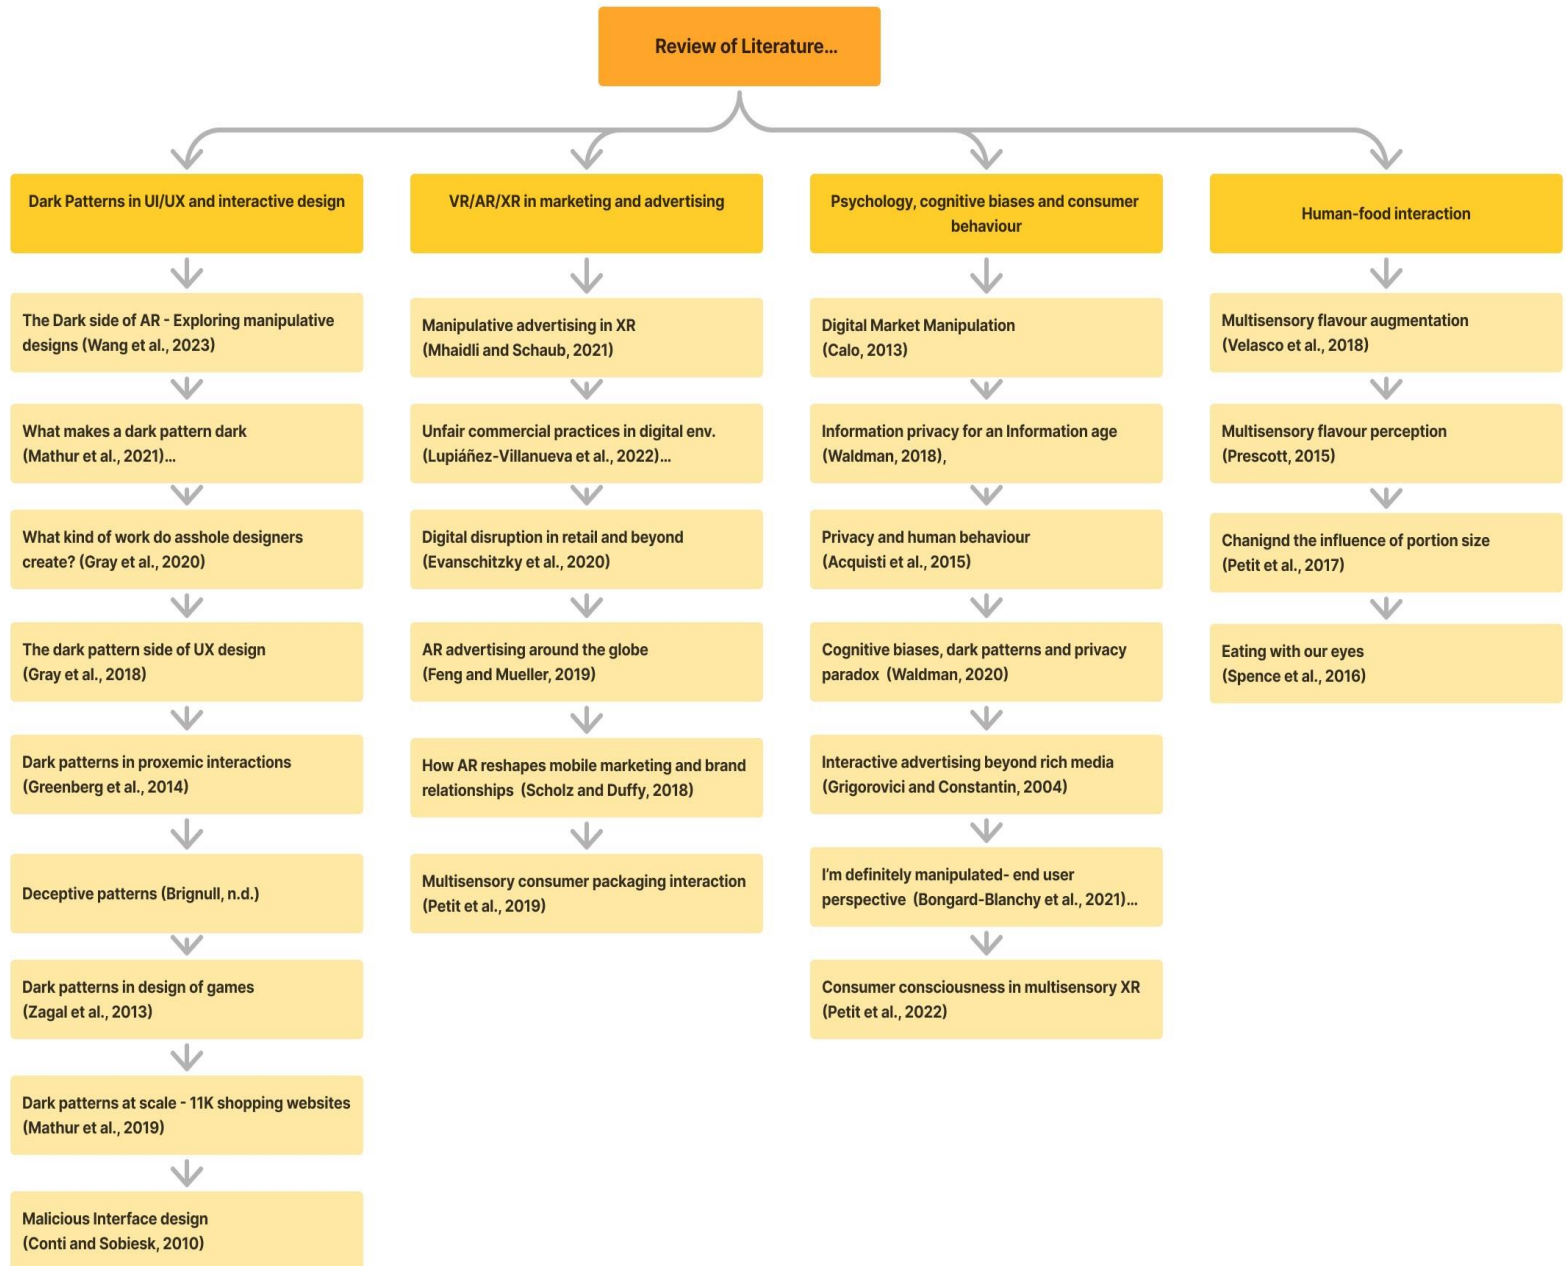 Review of Literature...
Dark Patterns in UI/UX and interactive design
The Dark side of AR - Exploring manipulative
designs (Wang et al., 2023)
What makes a dark pattern dark
(Mathur et al., 2021)...
What kind of work do asshole designers
create? (Gray et al., 2020)
The dark pattern side of UX design
(Gray et al., 2018)
Dark patterns in proxemic interactions
(Greenberg et al., 2014)
Deceptive patterns (Brignull, n.d.)
Dark patterns in design of games
(Zagal et al., 2013)
Dark patterns at scale - 11K shopping websites
(Mathur et al., 2019)
Malicious Interface design
(Conti and Sobiesk, 2010)
VR/AR/XR in marketing and advertising
Manipulative advertising in XR
(Mhaidli and Schaub, 2021)
Unfair commercial practices in digital env.
(Lupiáñez-Villanueva et al., 2022)...
Digital disruption in retail and beyond
(Evanschitzky et al., 2020)
AR advertising around the globe
(Feng and Mueller, 2019)
How AR reshapes mobile marketing and brand
relationships (Scholz and Duffy, 2018)
Multisensory consumer packaging interaction
(Petit et al., 2019)
Psychology, cognitive biases and consumer
behaviour
Digital Market Manipulation
(Calo, 2013)
Information privacy for an Information age
(Waldman, 2018),
Privacy and human behaviour
(Acquisti et al., 2015)
Cognitive biases, dark patterns and privacy
paradox (Waldman, 2020)
Interactive advertising beyond rich media
(Grigorovici and Constantin, 2004)
I'm definitely manipulated- end user
perspective (Bongard-Blanchy et al., 2021)...
Consumer consciousness in multisensory XR
(Petit et al., 2022)
Human-food interaction
Multisensory flavour augmentation
(Velasco et al., 2018)
Multisensory flavour perception
(Prescott, 2015)
Chanignd the influence of portion size
(Petit et al., 2017)
Eating with our eyes
(Spence et al., 2016)